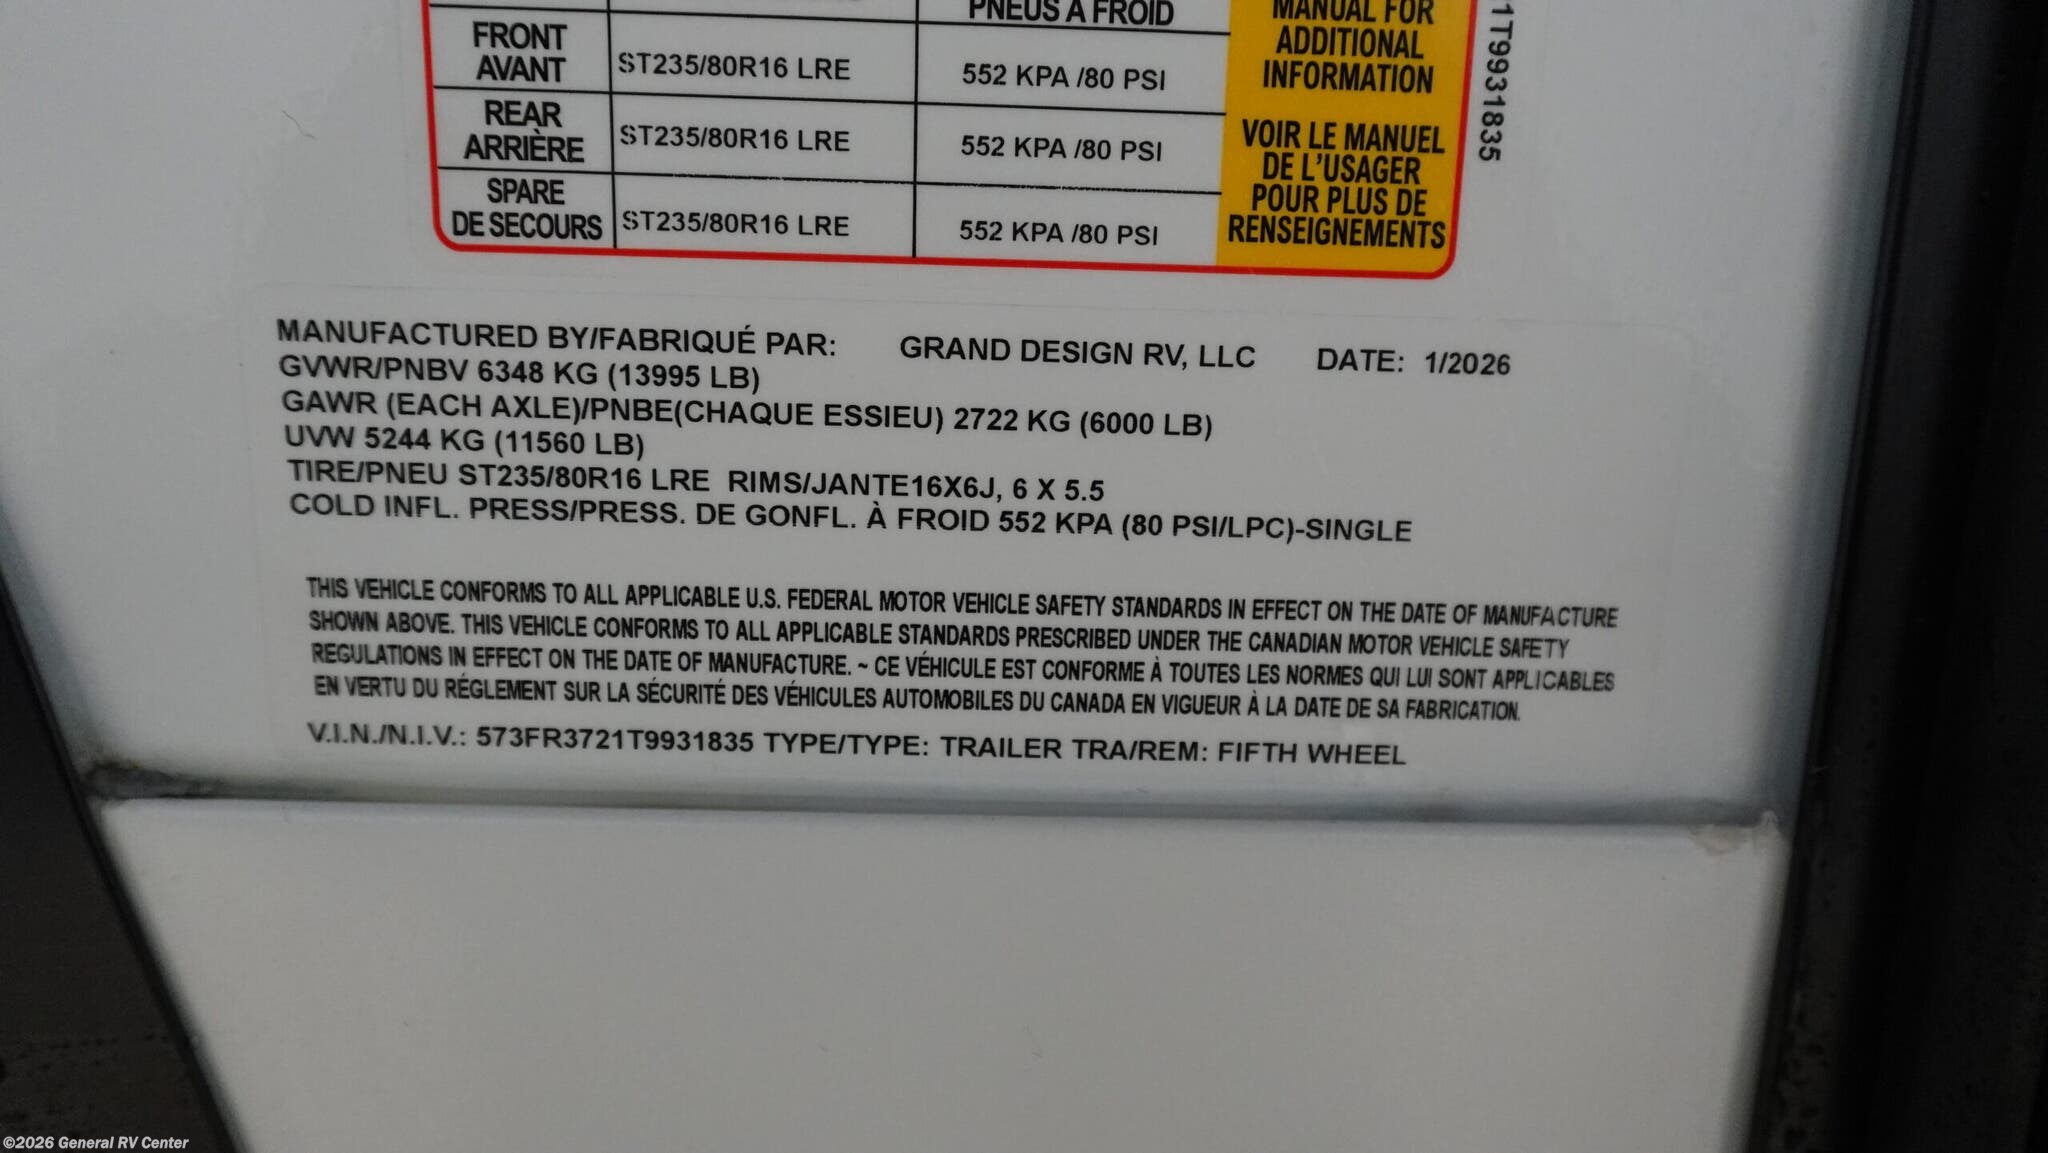 PNEUS À FROID
MANUAL FOR
ADDITIONAL
INFORMATION
FRONT
AVANT
ST235/80R16 LRE
552 KPA /80 PSI
REAR
ARRIÈRE
ST235/80R16 LRE
552 KPA /80 PSI
SPARE
DE SECOURS
ST235/80R16 LRE
552 KPA /80 PSI
VOIR LE MANUEL
DE L'USAGER
POUR PLUS DE
RENSEIGNEMENTS
1T9931835
MANUFACTURED BY/FABRIQUÉ PAR: GRAND DESIGN RV, LLC DATE: 1/2026
GVWR/PNBV 6348 KG (13995 LB)
GAWR (EACH AXLE)/PNBE(CHAQUE ESSIEU) 2722 KG (6000 LB)
UVW 5244 KG (11560 LB)
TIRE/PNEU ST235/80R16 LRE RIMS/JANTE16X6J, 6 X 5.5
COLD INFL. PRESS/PRESS. DE GONFL. À FROID 552 KPA (80 PSI/LPC)-SINGLE
THIS VEHICLE CONFORMS TO ALL APPLICABLE U.S. FEDERAL MOTOR VEHICLE SAFETY STANDARDS IN EFFECT ON THE DATE OF MANUFACTURE
SHOWN ABOVE. THIS VEHICLE CONFORMS TO ALL APPLICABLE STANDARDS PRESCRIBED UNDER THE CANADIAN MOTOR VEHICLE SAFETY
REGULATIONS IN EFFECT ON THE DATE OF MANUFACTURE. ~ CE VÉHICULE EST CONFORME À TOUTES LES NORMES QUI LUI SONT APPLICABLES
EN VERTU DU RÉGLEMENT SUR LA SÉCURITÉ DES VÉHICULES AUTOMOBILES DU CANADA EN VIGUEUR À LA DATE DE SA FABRICATION.
V.I.N./N.I.V.: 573FR3721T9931835 TYPE/TYPE: TRAILER TRA/REM: FIFTH WHEEL
©2026 General RV Center